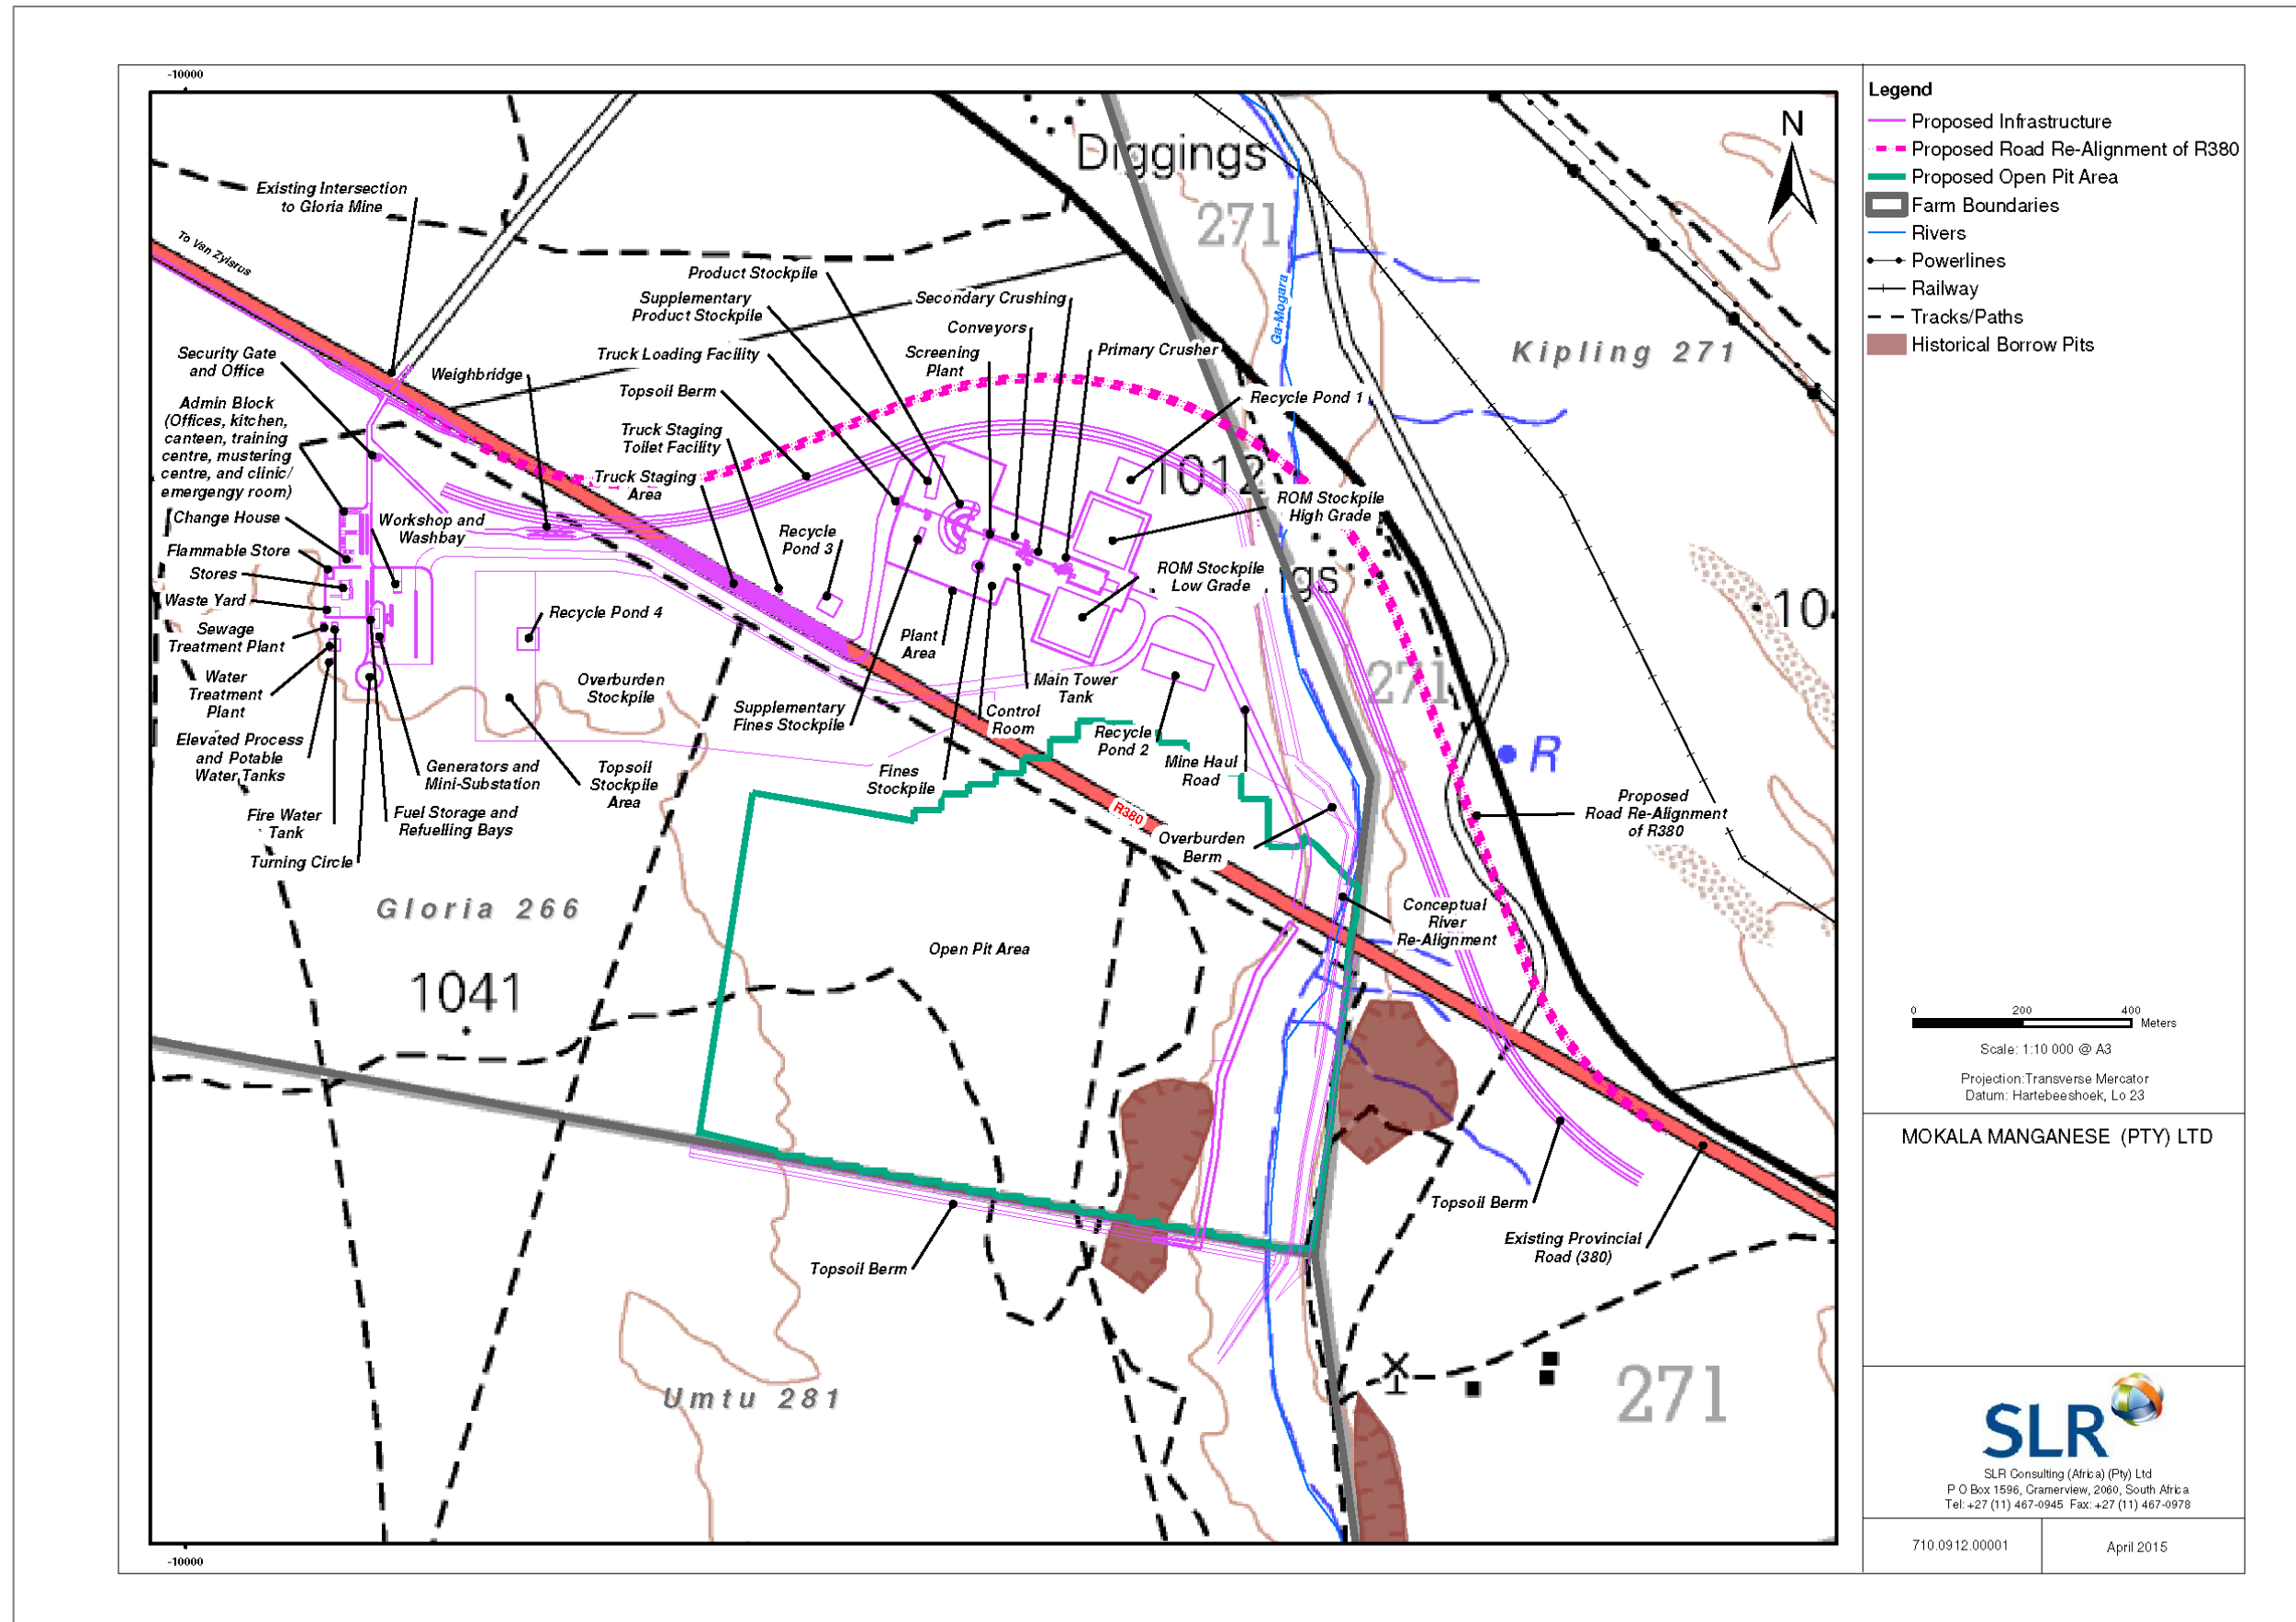 -10000
Diggings
271
N
Existing Intersection
to Gloria Mine
To Van Zylsrus
Product Stockpile
Supplementary
Product Stockpile
Secondary Crushing
Conveyors
Ga-Mogara
Kipling 271
Security Gate
and Office
Weighbridge
Truck Loading Facility
Screening
Plant
Primary Crusher
Topsoil Berm
Recycle Pond 1
Admin Block
(Offices, kitchen,
canteen, training
centre, mustering
centre, and clinic/
emergengy room)
Truck Staging
Toilet Facility
Truck Staging
Area
1012
ROM Stockpile
High Grade
Change House
Workshop and
Washbay
Recycle
Pond 3
Flammable Store
Stores
ROM Stockpile
Low Grade
gs
Waste Yard
Recycle Pond 4
10
Sewage
Treatment Plant
Plant
Area
Water
Treatment
Plant
Overburden
Stockpile
Main Tower
Tank
271
Supplementary
Fines Stockpile
Control
Room
Recycle
Pond 2
R
Elevated Process
and Potable
Water Tanks
Generators and
Mini-Substation
Topsoil
Stockpile
Area
Fines
Stockpile
Mine Haul
Road
Fire Water
Tank
Fuel Storage and
Refuelling Bays
R380
Proposed
Road Re-Alignment
of R380
Overburden
Berm
Turning Circle
Gloria 266
Conceptual
River
Re-Alignment
Open Pit Area
1041
Topsoil Berm
Existing Provincial
Road (380)
Topsoil Berm
Umtu 281
271
-10000
Legend
Proposed Infrastructure
Proposed Road Re-Alignment of R380
Proposed Open Pit Area
Farm Boundaries
Rivers
Powerlines
Railway
Tracks/Paths
Historical Borrow Pits
0 200 400
Meters
Scale: 1:10 000 @ A3
Projection:Transverse Mercator
Datum: Hartebeeshoek, Lo 23
MOKALA MANGANESE (PTY) LTD
SLR
SLR Consulting (Africa) (Pty) Ltd
P O Box 1596, Cramerview, 2060, South Africa
Tel: +27 (11) 467-0945 Fax: +27 (11) 467-0978
710.0912.00001
April 2015